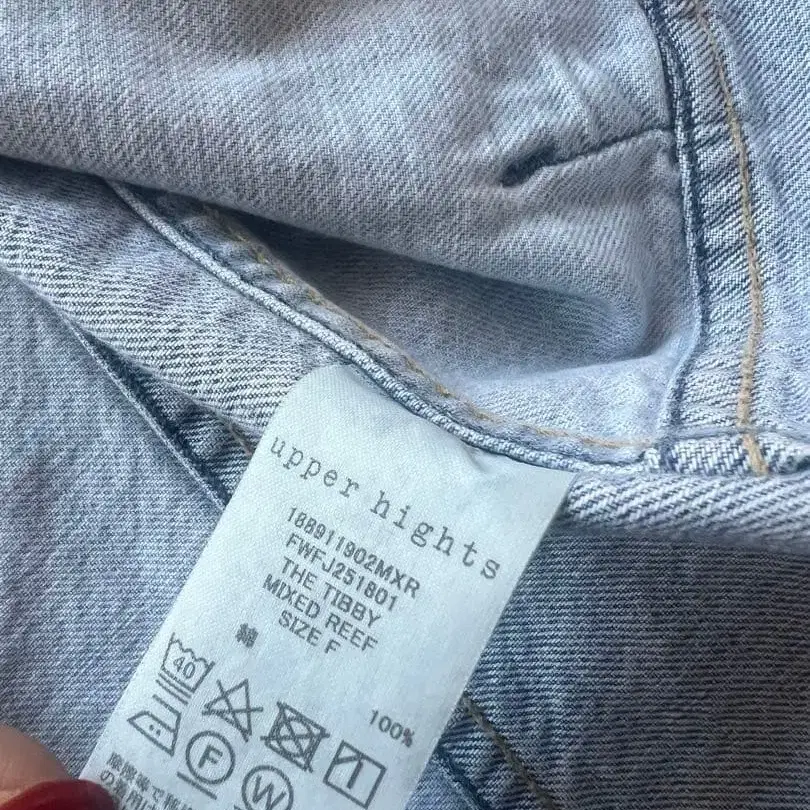 upper hights
188911902MXR
FWFJ251801
THE TIBBY
MIXED REEF
SIZE F
綿 100%
40
F
W